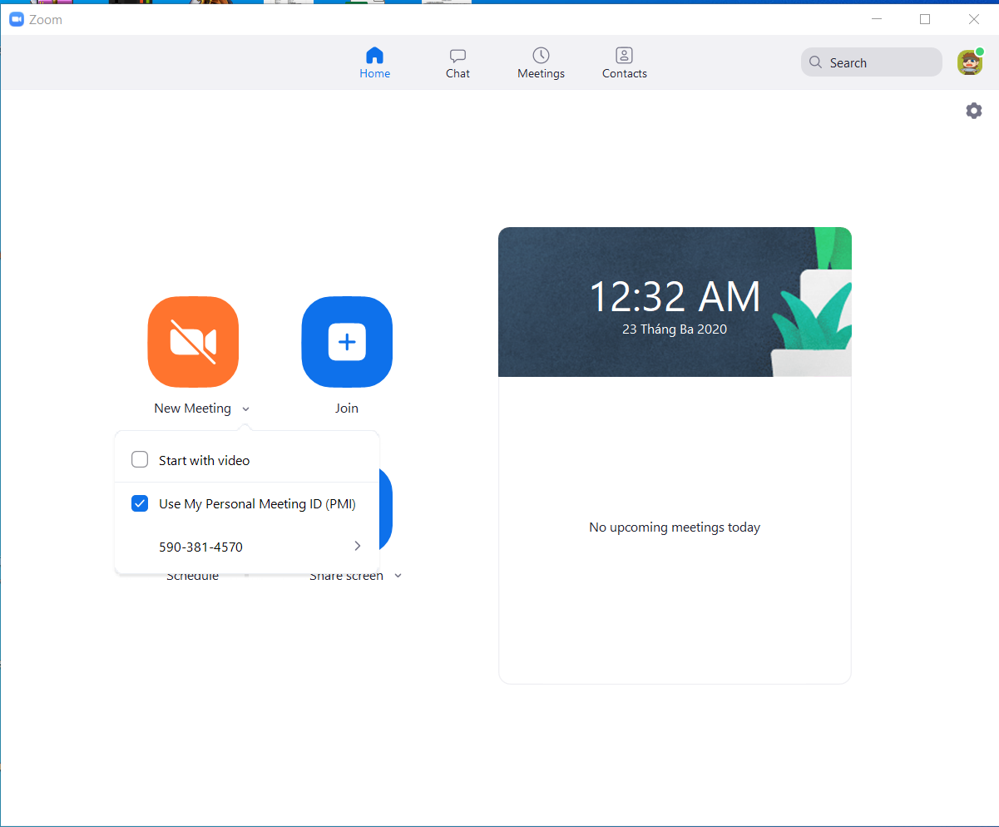 Zoom
Home
Chat
Meetings
Contacts
Search
12:32 AM
23 Tháng Ba 2020
New Meeting
Join
Start with video
Use My Personal Meeting ID (PMI)
590-381-4570
No upcoming meetings today
Schedule
Share screen